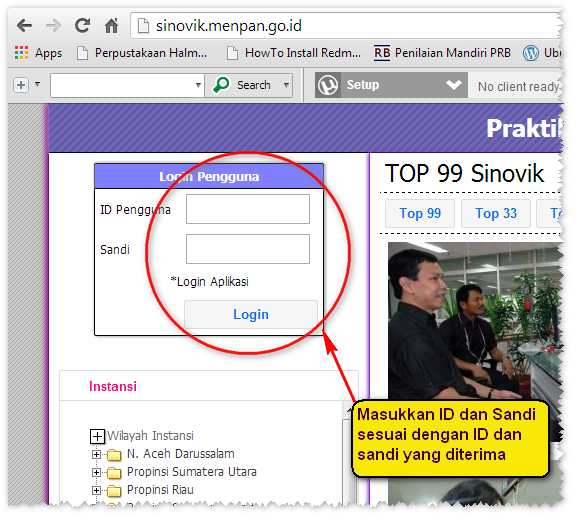 sinovik.menpan.go.id
Apps Perpustakaan Halm... HowTo Install Redm... RB Penilaian Mandiri PRB
Search Setup No client ready
TOP 99 Sinovik
Top 99 Top 33
Login Pengguna
ID Pengguna
Sandi
*Login Aplikasi
Login
Instansi
Wilayah Instansi
N. Aceh Darussalam
Propinsi Sumatera Utara
Propinsi Riau
Masukkan ID dan Sandi
sesuai dengan ID dan
sandi yang diterima